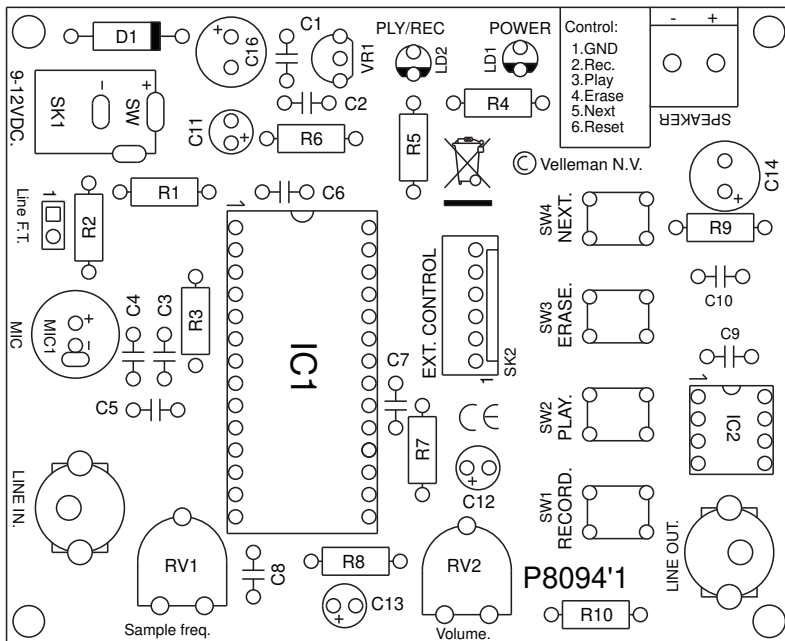 D1
C16
C1
VR1
PLY/REC
LD2
POWER
LD1
Control:
1.GND
2.Rec.
3.Play
4.Erase
5.Next
6.Reset
- +
SPEAKER
9-12VDC.
SK1
- +
SW
C11
+
C2
R6
R5
R4
© Velleman N.V.
C14
+
Line F.T.
1
R2
R1
C6
1
SW4
NEXT.
R9
C10
MIC
MIC1
+
-
C4
C3
R3
IC1
EXT. CONTROL
1
SK2
SW3
ERASE.
C9
C5
C7
R7
CE
SW2
PLAY.
1
IC2
LINE IN.
C12
+
SW1
RECORD.
LINE OUT.
RV1
Sample freq.
C8
R8
C13
+
RV2
Volume.
P8094'1
R10